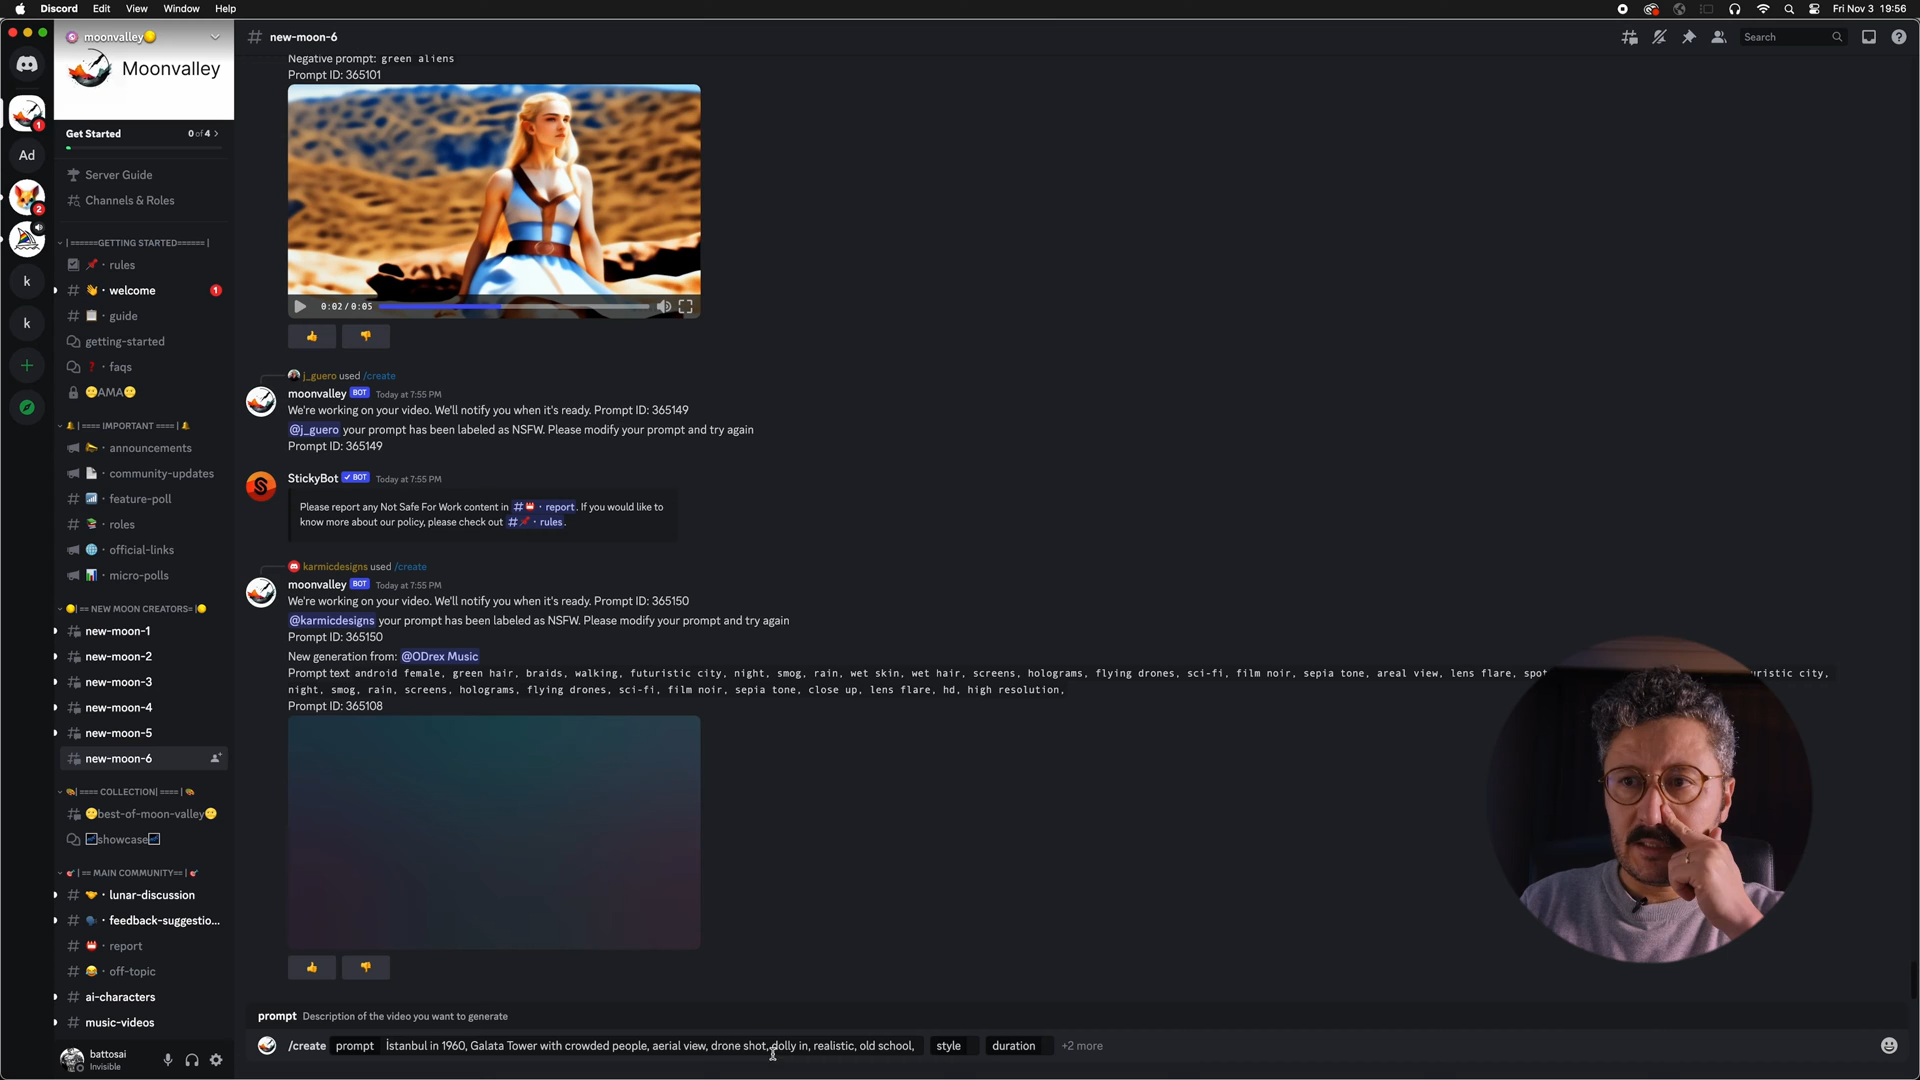 Discord Edit View Window Help
Fri Nov 3 19:56
moonvalley
Moonvalley
1
Get Started 0 of 4 >
Ad
Server Guide
Channels & Roles
2
| ======GETTING STARTED====== |
rules
k
welcome 1
guide
k
getting-started
faqs
AMA
| ==== IMPORTANT ==== |
announcements
community-updates
feature-poll
roles
official-links
micro-polls
| == NEW MOON CREATORS= |
new-moon-1
new-moon-2
new-moon-3
new-moon-4
new-moon-5
new-moon-6
| ==== COLLECTION| ==== |
best-of-moon-valley
showcase
| == MAIN COMMUNITY== |
lunar-discussion
feedback-suggestio...
report
off-topic
ai-characters
music-videos
battosai
Invisible
# new-moon-6
Search
Negative prompt: green aliens
Prompt ID: 365101
0:02/0:05
j_guero used /create
moonvalley BOT Today at 7:55 PM
We're working on your video. We'll notify you when it's ready. Prompt ID: 365149
@j_guero your prompt has been labeled as NSFW. Please modify your prompt and try again
Prompt ID: 365149
StickyBot ✓ BOT Today at 7:55 PM
Please report any Not Safe For Work content in # · report. If you would like to
know more about our policy, please check out # · rules.
karmicdesigns used /create
moonvalley BOT Today at 7:55 PM
We're working on your video. We'll notify you when it's ready. Prompt ID: 365150
@karmicdesigns your prompt has been labeled as NSFW. Please modify your prompt and try again
Prompt ID: 365150
New generation from: @ODrex Music
Prompt text android female, green hair, braids, walking, futuristic city, night, smog, rain, wet skin, wet hair, screens, holograms, flying drones, sci-fi, film noir, sepia tone, areal view, lens flare, city,
night, smog, rain, screens, holograms, flying drones, sci-fi, film noir, sepia tone, close up, lens flare, hd, high resolution,
Prompt ID: 365108
prompt Description of the video you want to generate
/create prompt İstanbul in 1960, Galata Tower with crowded people, aerial view, drone shot, dolly in, realistic, old school, style duration +2 more